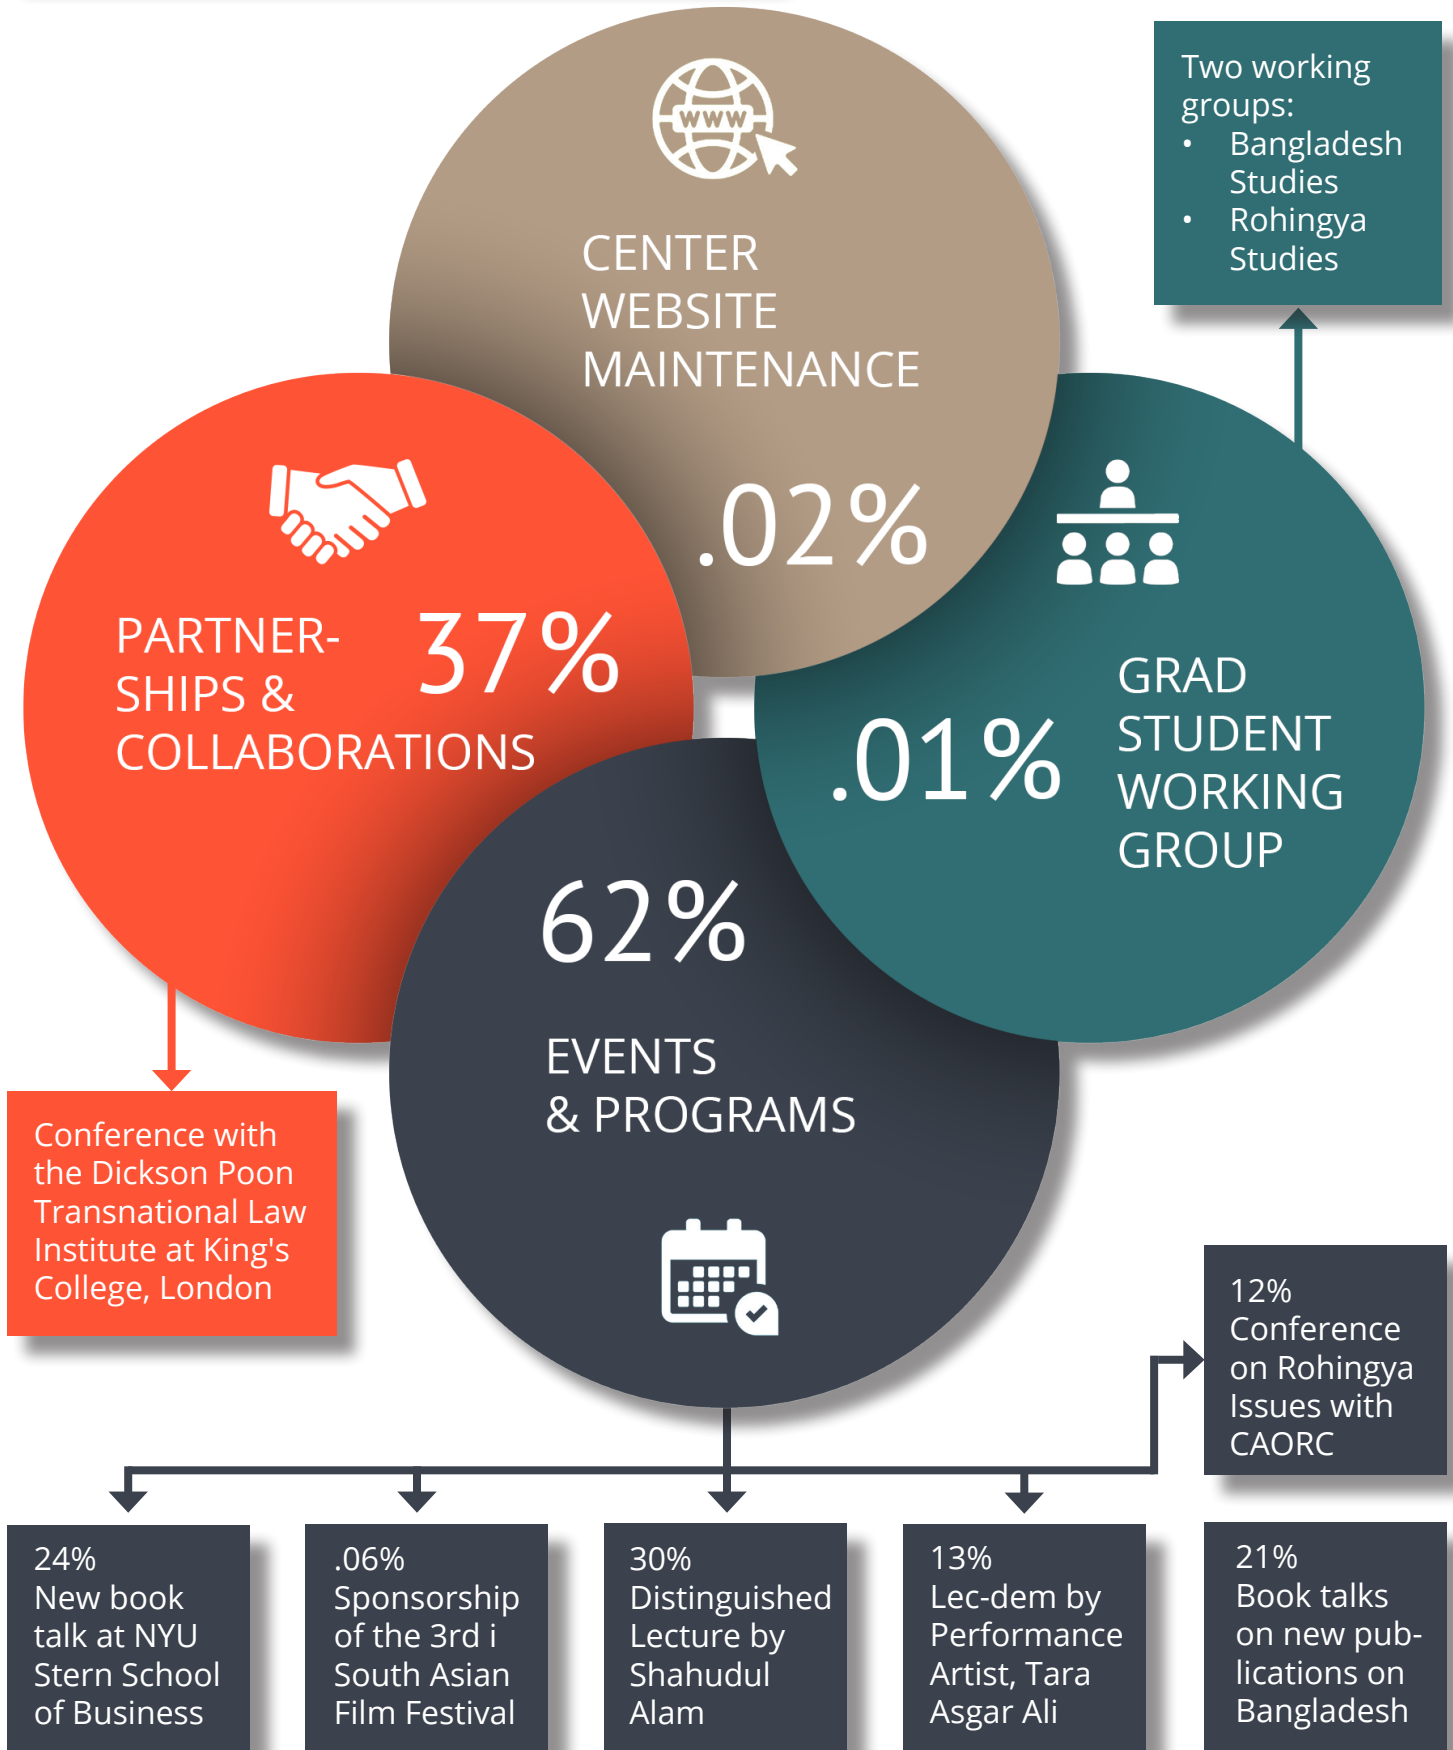 WWW
CENTER
WEBSITE
MAINTENANCE
.02%
Two working
groups:
• Bangladesh
Studies
• Rohingya
Studies
PARTNER-
SHIPS &
COLLABORATIONS
37%
.01%
GRAD
STUDENT
WORKING
GROUP
62%
EVENTS
& PROGRAMS
Conference with
the Dickson Poon
Transnational Law
Institute at King's
College, London
12%
Conference
on Rohingya
Issues with
CAORC
24%
New book
talk at NYU
Stern School
of Business
.06%
Sponsorship
of the 3rd i
South Asian
Film Festival
30%
Distinguished
Lecture by
Shahudul
Alam
13%
Lec-dem by
Performance
Artist, Tara
Asgar Ali
21%
Book talks
on new pub-
lications on
Bangladesh